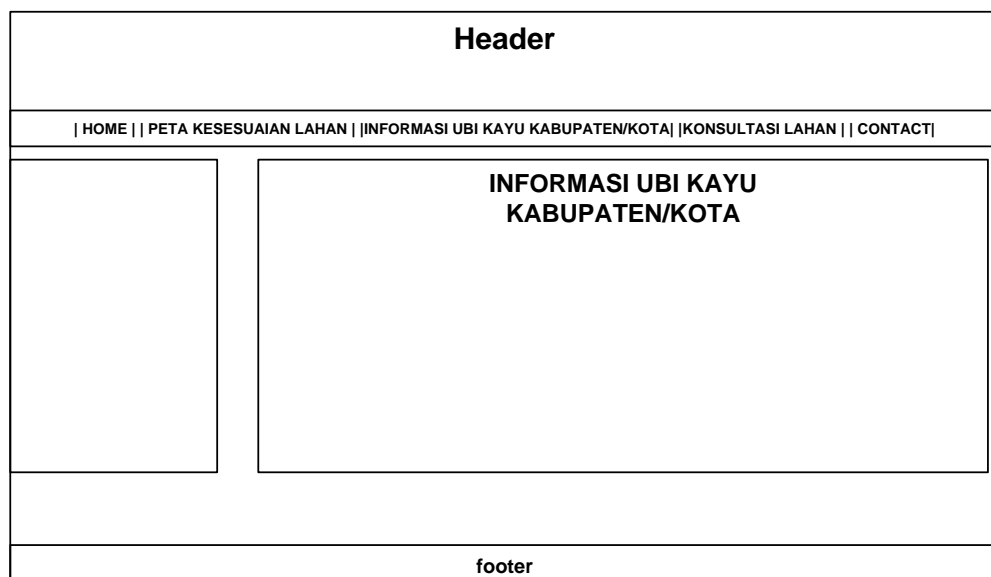 Header
| HOME | | PETA KESESUAIAN LAHAN | |INFORMASI UBI KAYU KABUPATEN/KOTA| |KONSULTASI LAHAN | | CONTACT|
INFORMASI UBI KAYU
KABUPATEN/KOTA
footer